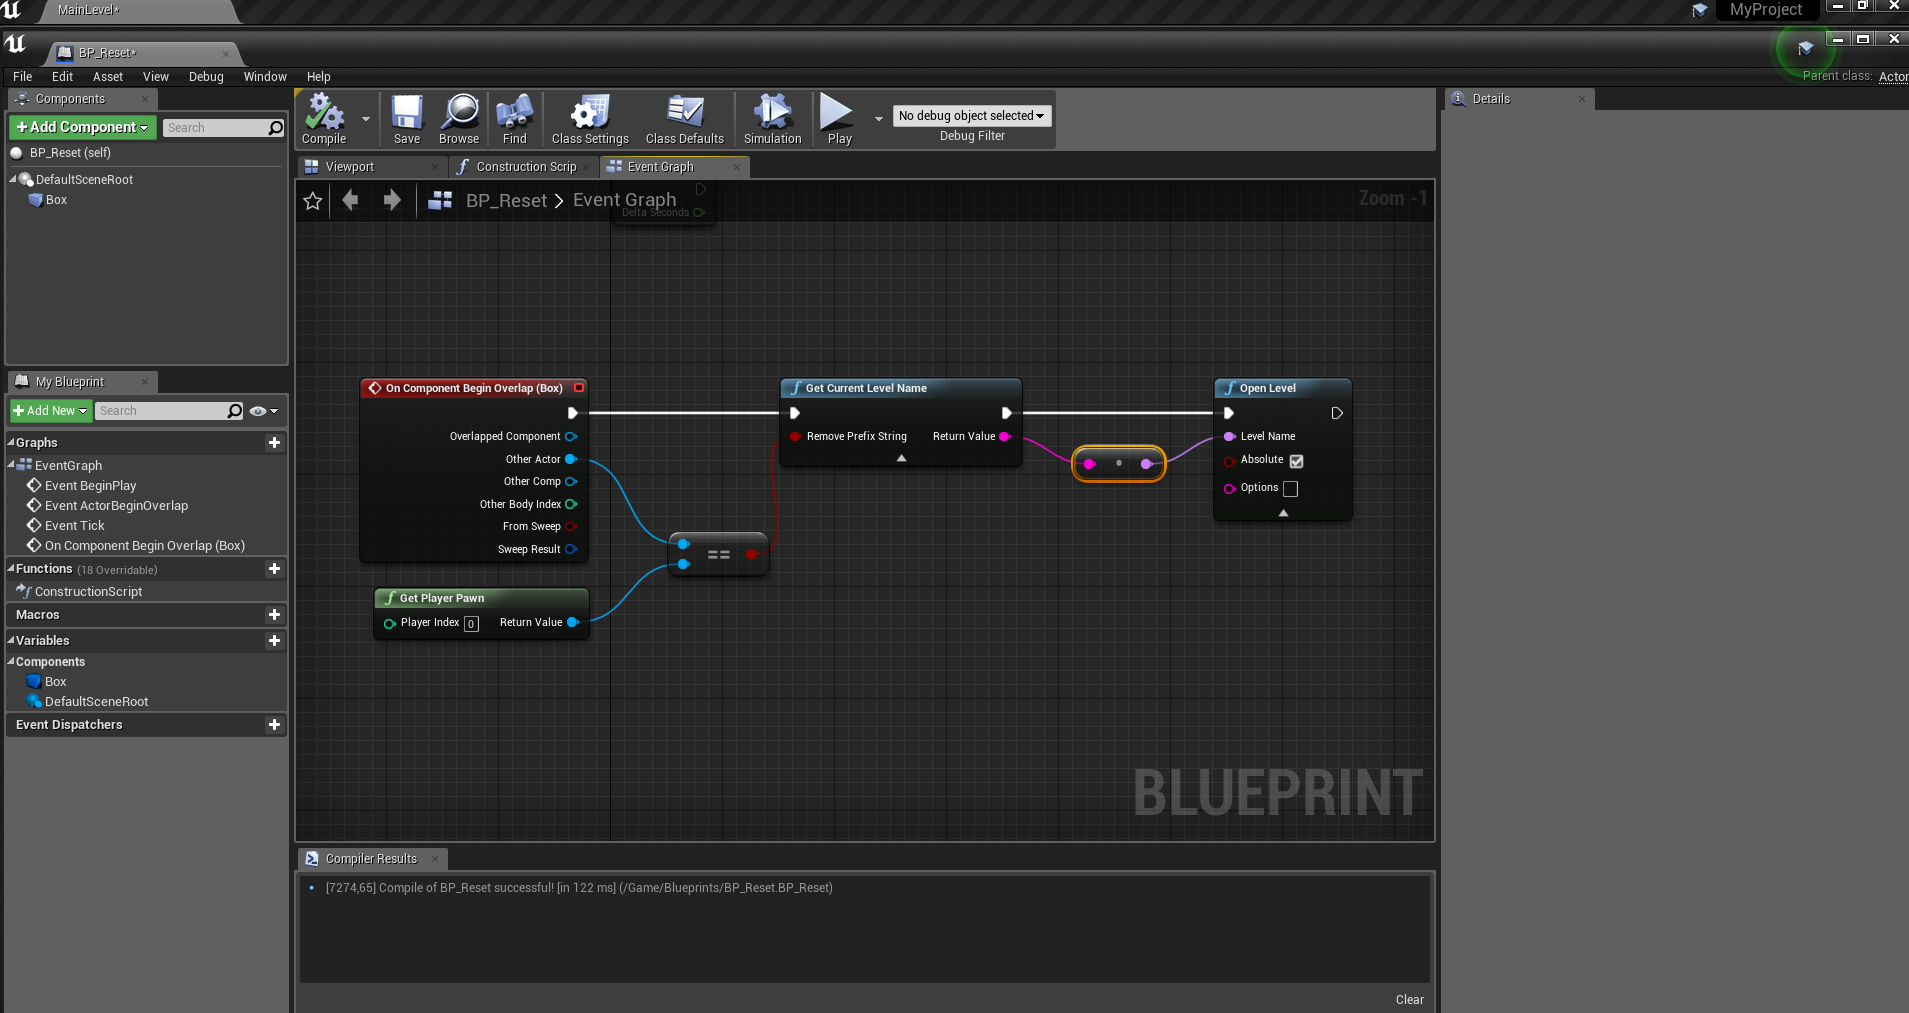 MainLevel*
MyProject
BP_Reset*
File Edit Asset View Debug Window Help
Parent class: Actor
Components
Add Component
Search
BP_Reset (self)
DefaultSceneRoot
Box
Compile
Save
Browse
Find
Class Settings
Class Defaults
Simulation
Play
No debug object selected
Debug Filter
Details
Viewport
Construction Scrip
Event Graph
BP_Reset > Event Graph
Zoom -1
Delta Seconds
My Blueprint
Add New
Search
Graphs
EventGraph
Event BeginPlay
Event ActorBeginOverlap
Event Tick
On Component Begin Overlap (Box)
Functions (18 Overridable)
ConstructionScript
Macros
Variables
Components
Box
DefaultSceneRoot
Event Dispatchers
On Component Begin Overlap (Box)
Overlapped Component
Other Actor
Other Comp
Other Body Index
From Sweep
Sweep Result
Get Player Pawn
Player Index 0 Return Value
==
Get Current Level Name
Remove Prefix String Return Value
Open Level
Level Name
Absolute
Options
BLUEPRINT
Compiler Results
[7274,65] Compile of BP_Reset successful! [in 122 ms] (/Game/Blueprints/BP_Reset.BP_Reset)
Clear